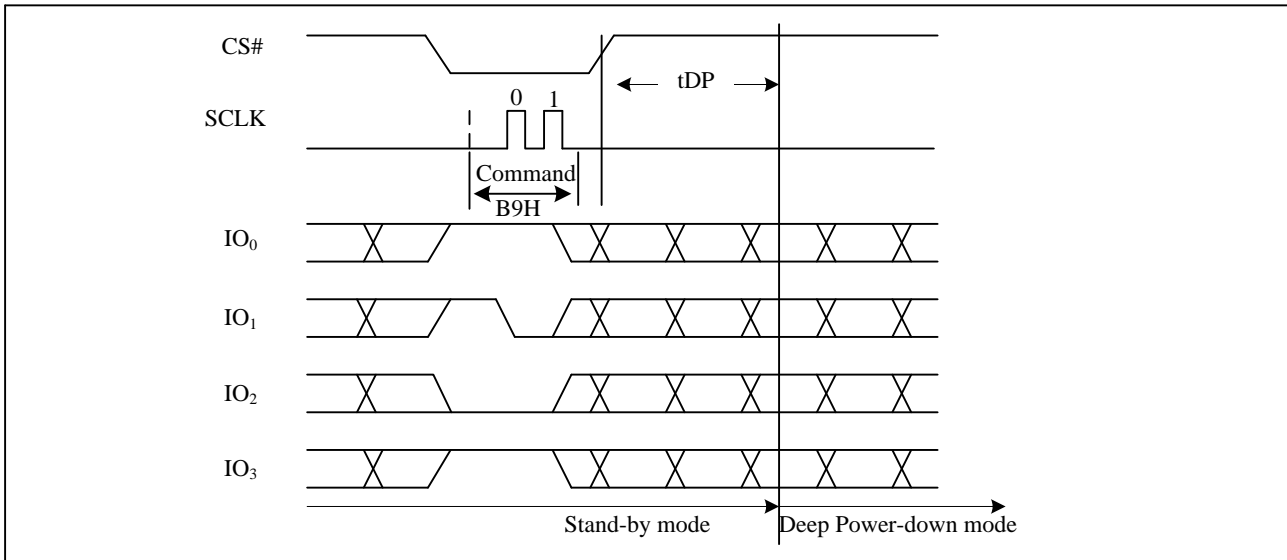 CS#
tDP
0 1
SCLK
Command
B9H
IO₀
IO₁
IO₂
IO₃
Stand-by mode
Deep Power-down mode